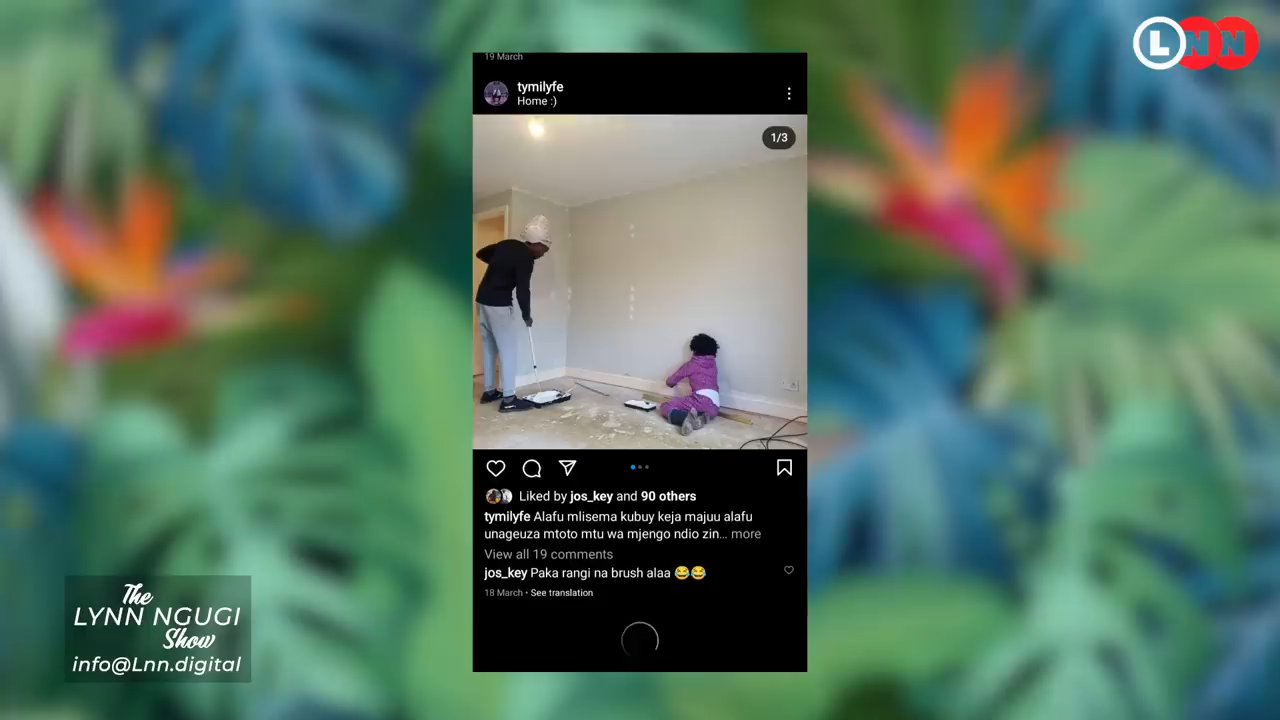 LNN
19 March
tymilyfe
Home :)
1/3
Liked by jos_key and 90 others
tymilyfe Alafu mlisema kubuy keja majuu alafu
unageuza mtoto mtu wa mjengo ndio zin... more
View all 19 comments
jos_key Paka rangi na brush alaa 😂😂
18 March • See translation
The
LYNN NGUGI
Show
info@Lnn.digital